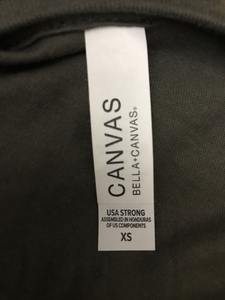 CANVAS
BELLA+CANVAS®
USA STRONG
ASSEMBLED IN HONDURAS
OF US COMPONENTS
XS